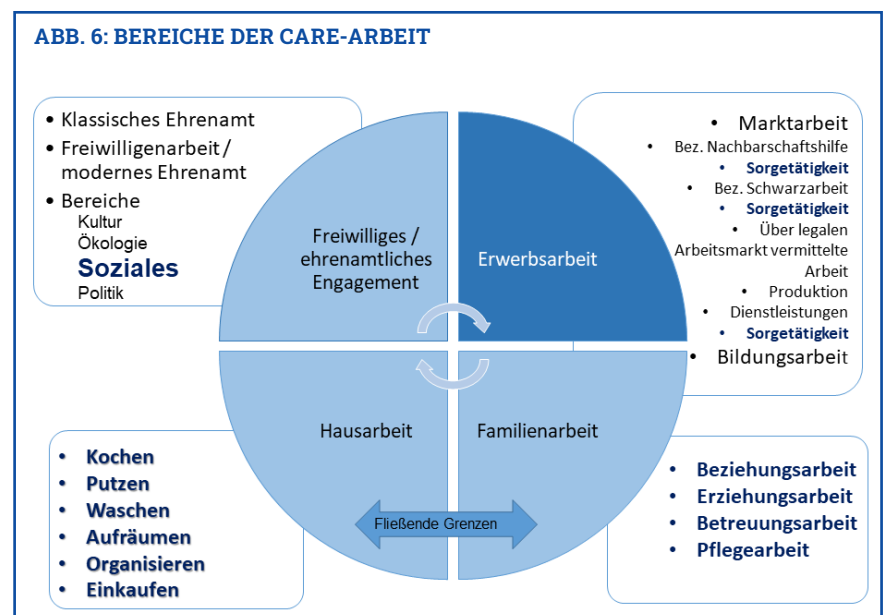 ABB. 6: BEREICHE DER CARE-ARBEIT
• Klassisches Ehrenamt
• Freiwilligenarbeit /
modernes Ehrenamt
• Bereiche
Kultur
Ökologie
Soziales
Politik
Freiwilliges /
ehrenamtliches
Engagement
Erwerbsarbeit
• Marktarbeit
• Bez. Nachbarschaftshilfe
• Sorgetätigkeit
• Bez. Schwarzarbeit
• Sorgetätigkeit
• Über legalen
Arbeitsmarkt vermittelte
Arbeit
• Produktion
• Dienstleistungen
• Sorgetätigkeit
• Bildungsarbeit
Hausarbeit
Familienarbeit
Fließende Grenzen
• Kochen
• Putzen
• Waschen
• Aufräumen
• Organisieren
• Einkaufen
• Beziehungsarbeit
• Erziehungsarbeit
• Betreuungsarbeit
• Pflegearbeit